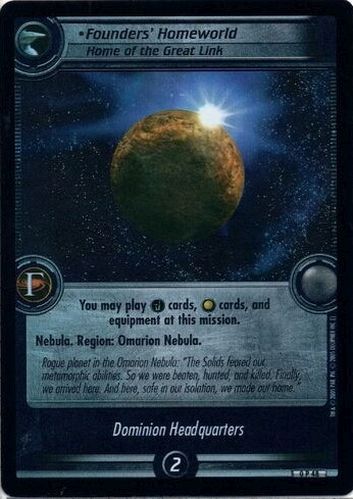 •Founders' Homeworld
Home of the Great Link
You may play cards, cards, and
equipment at this mission.
Nebula. Region: Omarion Nebula.
Rogue planet in the Omarion Nebula: "The Solids feared our
metamorphic abilities. So we were beaten, hunted, and killed. Finally,
we arrived here. And here, safe in our isolation, we made our home."
Dominion Headquarters
2